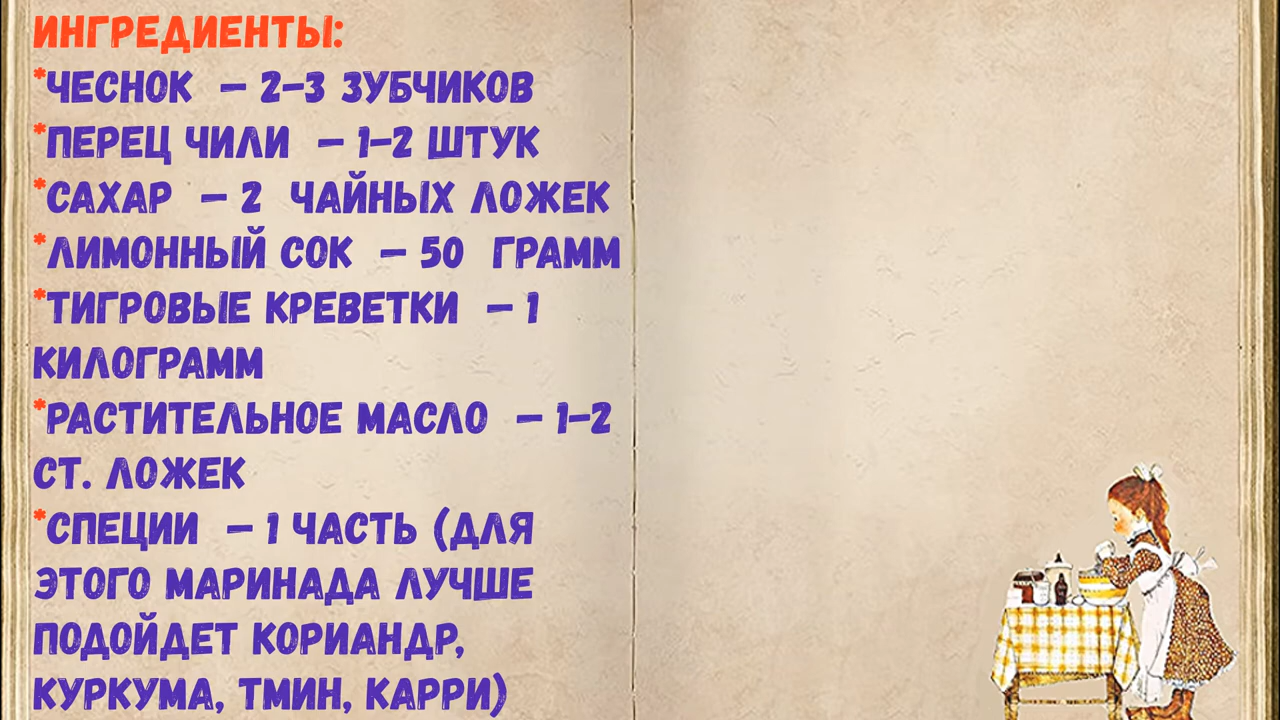 ИНГРЕДИЕНТЫ:
*ЧЕСНОК – 2-3 ЗУБЧИКОВ
*ПЕРЕЦ ЧИЛИ – 1-2 ШТУК
*САХАР – 2 ЧАЙНЫХ ЛОЖЕК
*ЛИМОННЫЙ СОК – 50 ГРАММ
*ТИГРОВЫЕ КРЕВЕТКИ – 1
КИЛОГРАММ
*РАСТИТЕЛЬНОЕ МАСЛО – 1-2
СТ. ЛОЖЕК
*СПЕЦИИ – 1 ЧАСТЬ (ДЛЯ
ЭТОГО МАРИНАДА ЛУЧШЕ
ПОДОЙДЕТ КОРИАНДР,
КУРКУМА, ТМИН, КАРРИ)